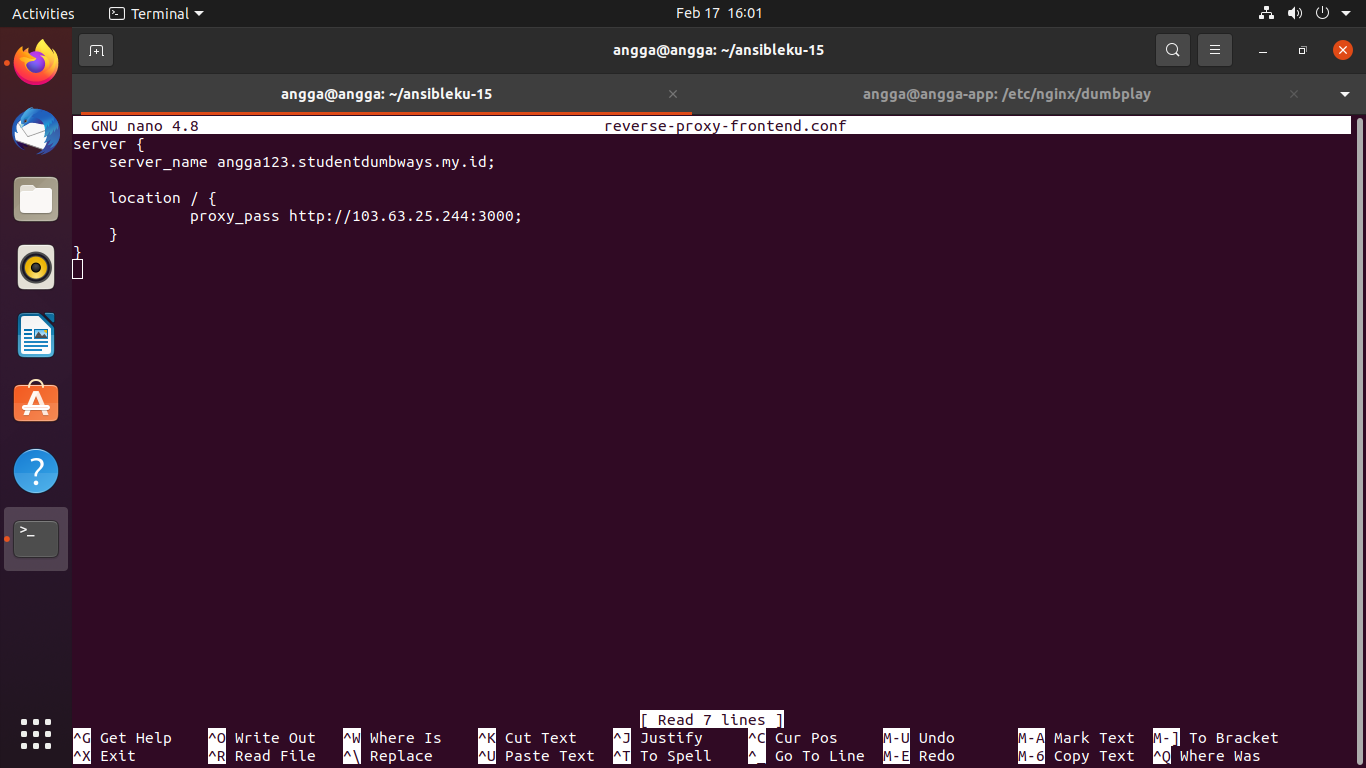 Activities Terminal Feb 17 16:01
angga@angga: ~/ansibleku-15
angga@angga: ~/ansibleku-15 × angga@angga-app: /etc/nginx/dumbplay ×
GNU nano 4.8 reverse-proxy-frontend.conf
server {
    server_name angga123.studentdumbways.my.id;
    location / {
             proxy_pass http://103.63.25.244:3000;
    }
}
[ Read 7 lines ]
^G Get Help ^O Write Out ^W Where Is ^K Cut Text ^J Justify ^C Cur Pos M-U Undo M-A Mark Text M-] To Bracket
^X Exit ^R Read File ^\ Replace ^U Paste Text ^T To Spell ^_ Go To Line M-E Redo M-6 Copy Text ^Q Where Was